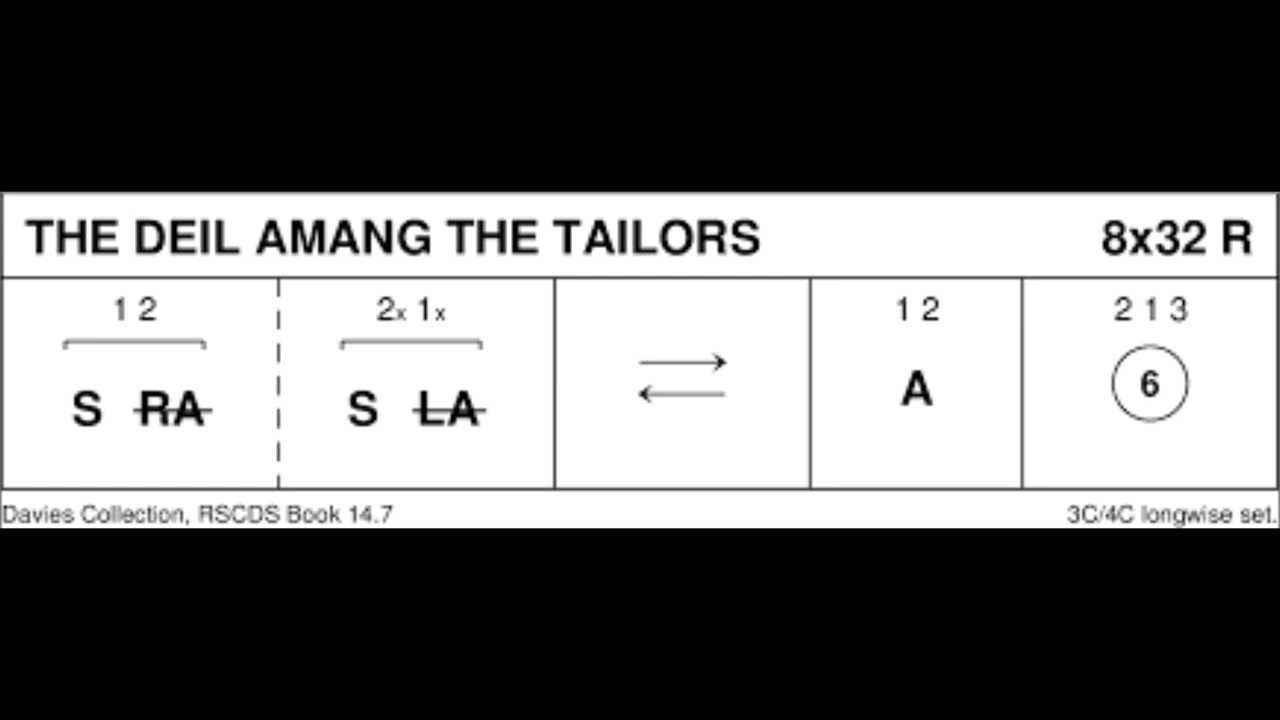 THE DEIL AMANG THE TAILORS 8x32 R
1 2 2x 1x 1 2 2 1 3
S RA S LA A 6
Davies Collection, RSCDS Book 14.7 3C/4C longwise set.